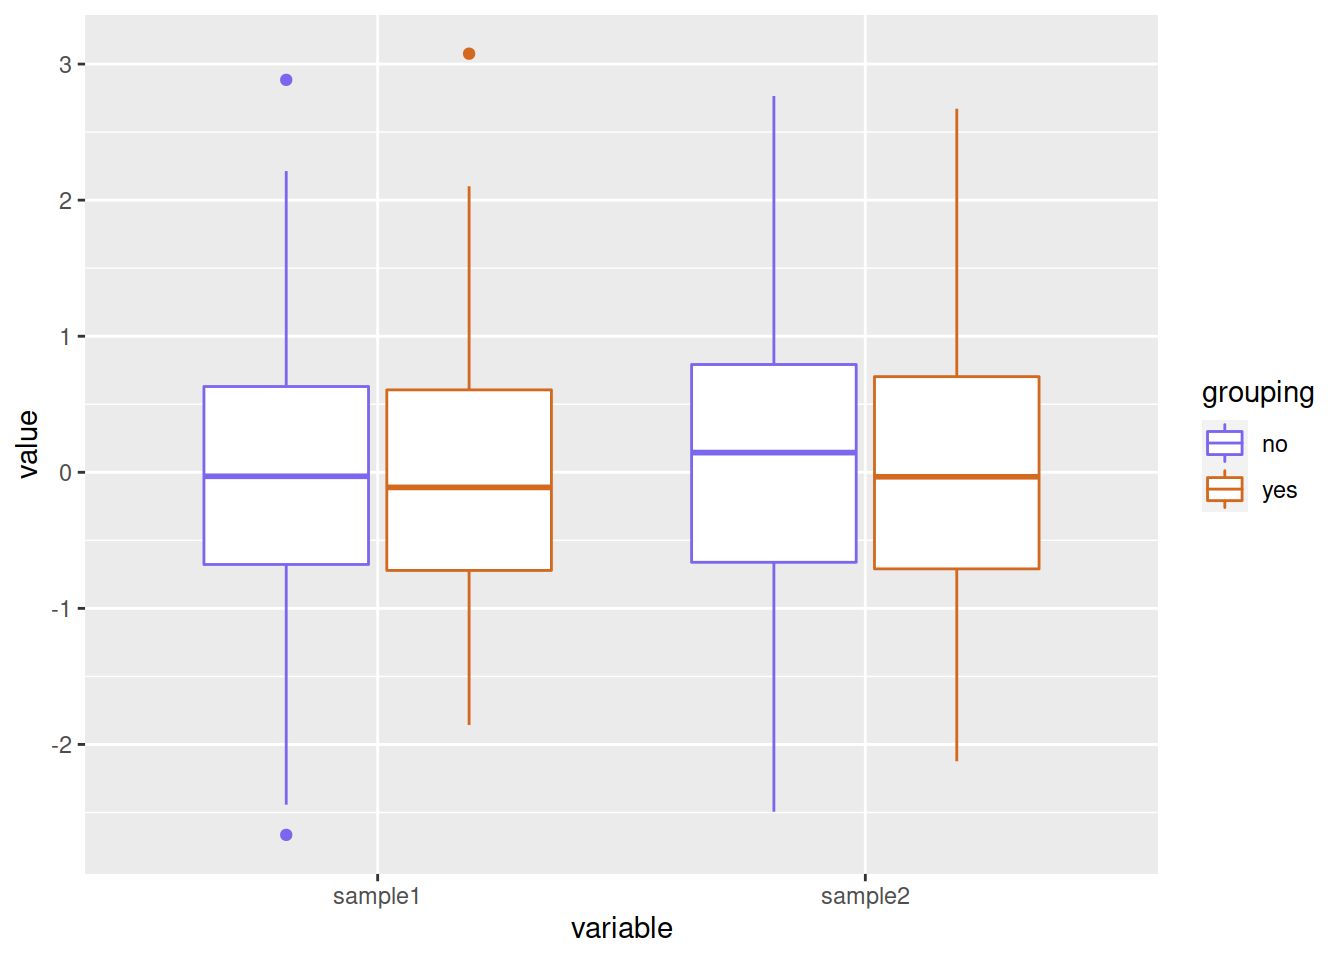 value
3
2
1
0
-1
-2
sample1
sample2
variable
grouping
no
yes